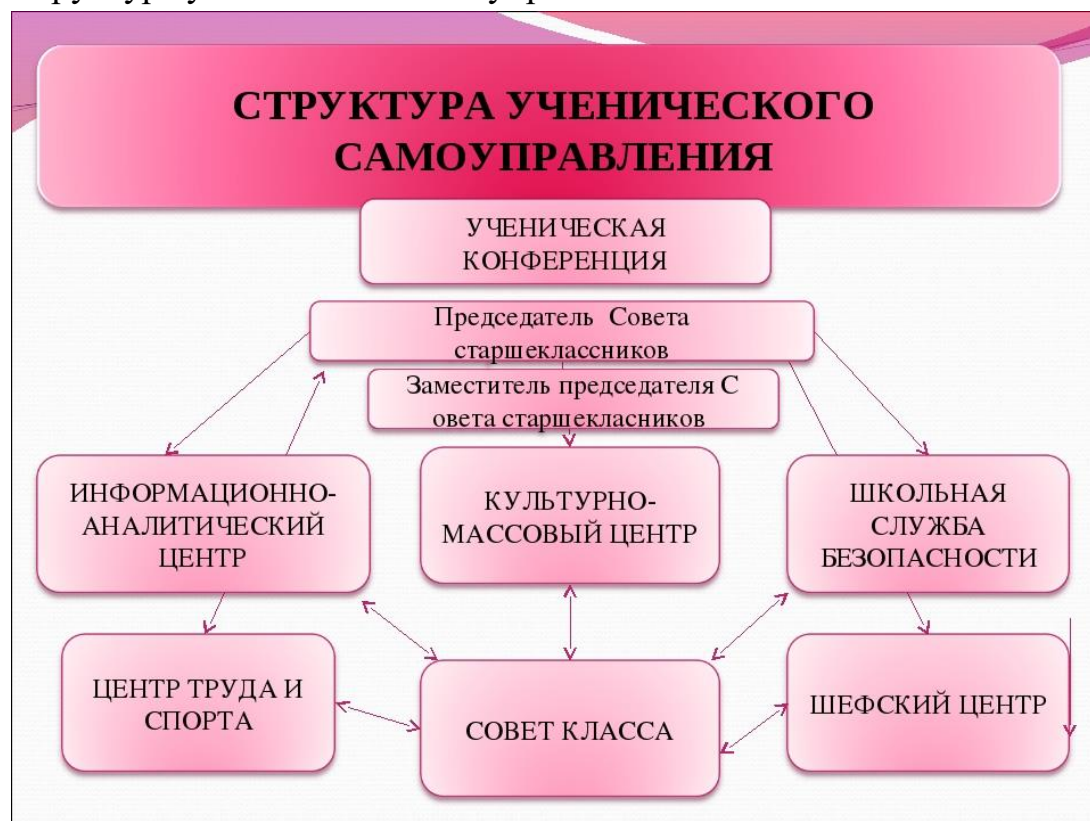 СТРУКТУРА УЧЕНИЧЕСКОГО
САМОУПРАВЛЕНИЯ
УЧЕНИЧЕСКАЯ
КОНФЕРЕНЦИЯ
Председатель Совета
старшеклассников
Заместитель председателя С
овета старшекласников
ИНФОРМАЦИОННО-
АНАЛИТИЧЕСКИЙ
ЦЕНТР
КУЛЬТУРНО-
МАССОВЫЙ ЦЕНТР
ШКОЛЬНАЯ
СЛУЖБА
БЕЗОПАСНОСТИ
ЦЕНТР ТРУДА И
СПОРТА
СОВЕТ КЛАССА
ШЕФСКИЙ ЦЕНТР